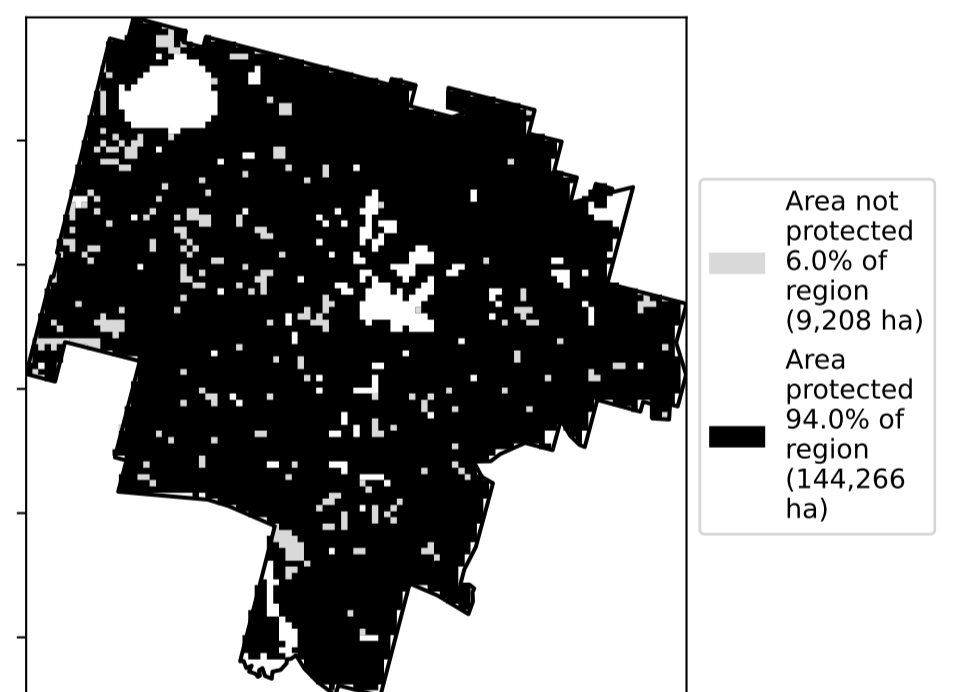 Area not
protected
6.0% of
region
(9,208 ha)
Area
protected
94.0% of
region
(144,266
ha)